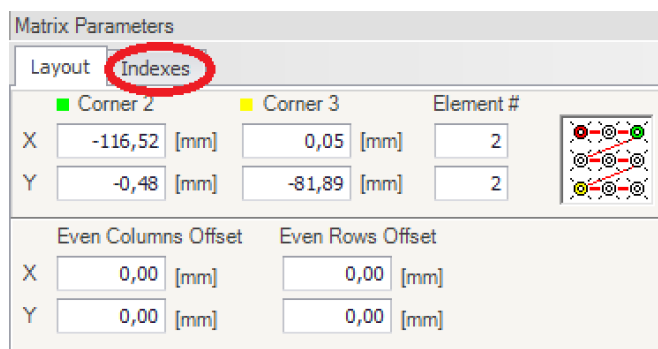 Matrix Parameters
Layout Indexes
Corner 2 Corner 3 Element #
X -116,52 [mm] 0,05 [mm] 2
Y -0,48 [mm] -81,89 [mm] 2
Even Columns Offset Even Rows Offset
X 0,00 [mm] 0,00 [mm]
Y 0,00 [mm] 0,00 [mm]